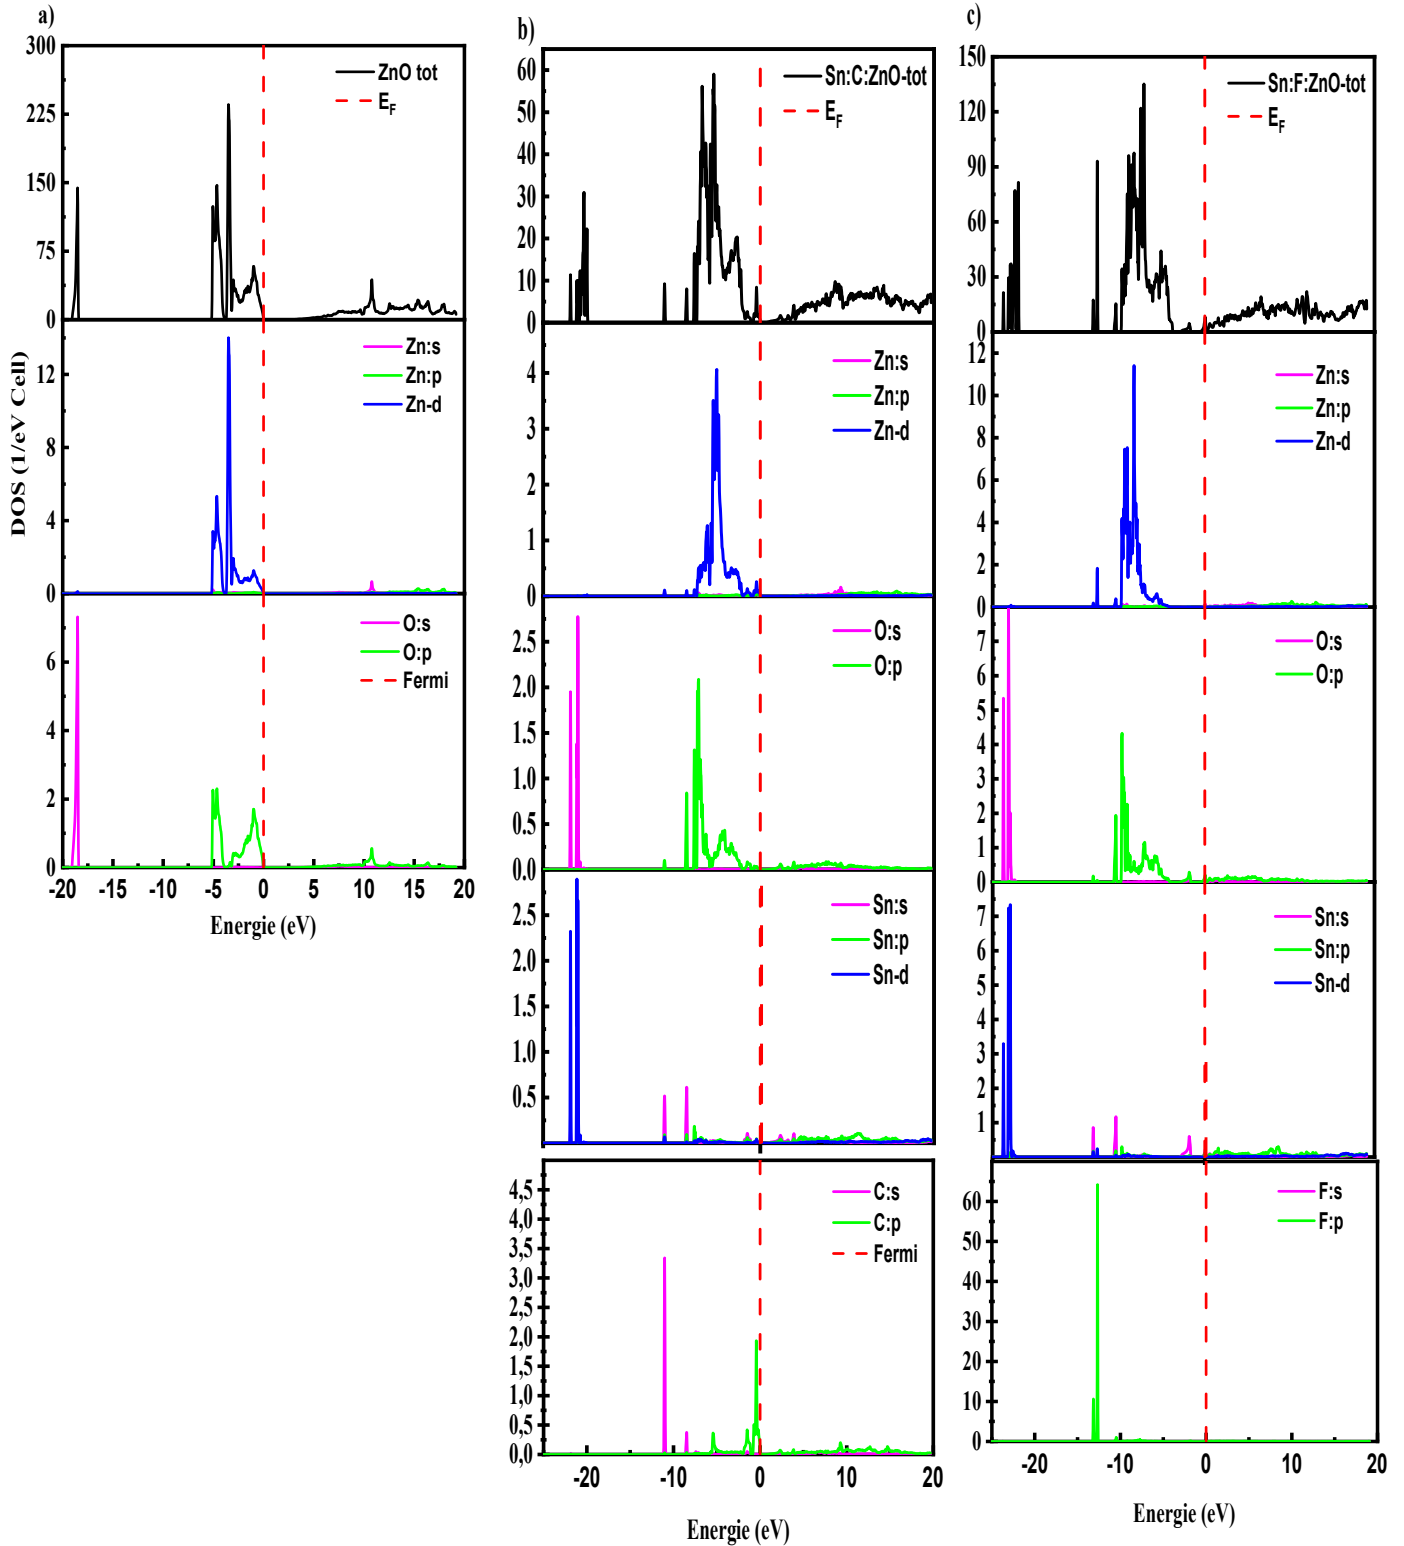 a)
300
225
150
75
0
ZnO tot
E_F
12
8
4
0
Zn:s
Zn:p
Zn-d
DOS (1/eV Cell)
6
4
2
0
O:s
O:p
Fermi
-20 -15 -10 -5 0 5 10 15 20
Energie (eV)
b)
60
50
40
30
20
10
0
Sn:C:ZnO-tot
E_F
4
3
2
1
0
Zn:s
Zn:p
Zn-d
2.5
2.0
1.5
1.0
0.5
0.0
O:s
O:p
2.5
2.0
1.5
1.0
0.5
Sn:s
Sn:p
Sn-d
4,5
4,0
3,5
3,0
2,5
2,0
1,5
1,0
0,5
0,0
C:s
C:p
Fermi
-20 -10 0 10 20
Energie (eV)
c)
150
120
90
60
30
0
Sn:F:ZnO-tot
E_F
12
10
8
6
4
2
0
Zn:s
Zn:p
Zn-d
7
6
5
4
3
2
1
0
O:s
O:p
7
6
5
4
3
2
1
Sn:s
Sn:p
Sn-d
60
50
40
30
20
10
0
F:s
F:p
-20 -10 0 10 20
Energie (eV)